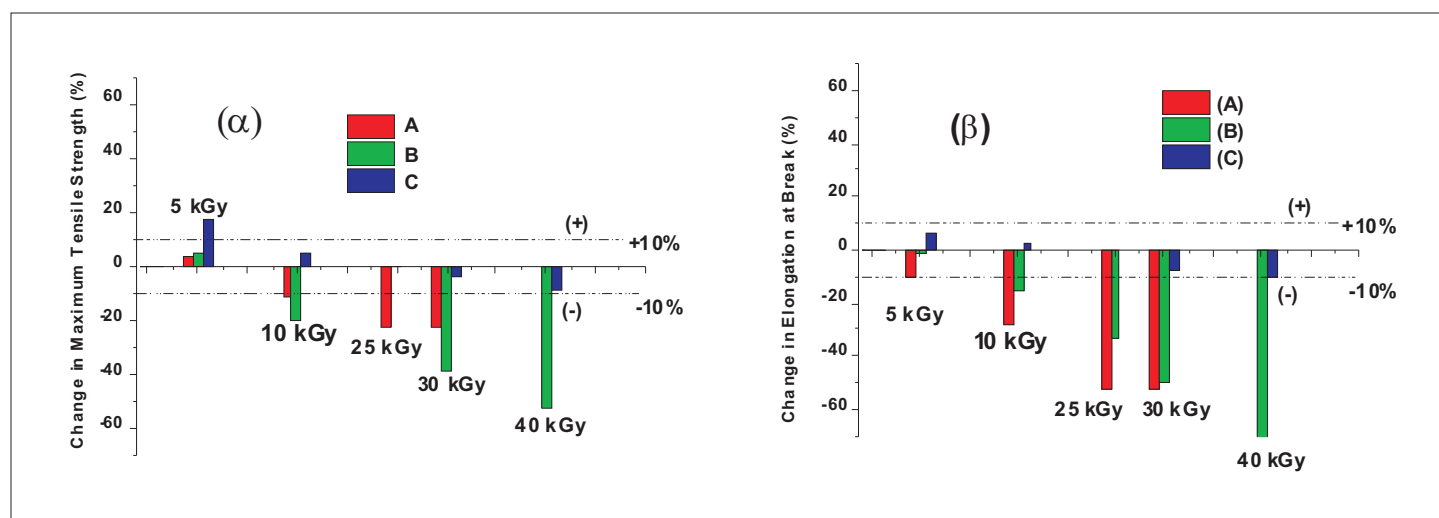 Change in Maximum Tensile Strength (%)
60
40
20
0
-20
-40
-60
(α)
A
B
C
5 kGy
(+)
+10%
-10%
(-)
10 kGy
25 kGy
30 kGy
40 kGy
Change in Elongation at Break (%)
60
40
20
0
-20
-40
-60
(β)
(A)
(B)
(C)
(+)
+10%
-10%
(-)
5 kGy
10 kGy
25 kGy
30 kGy
40 kGy